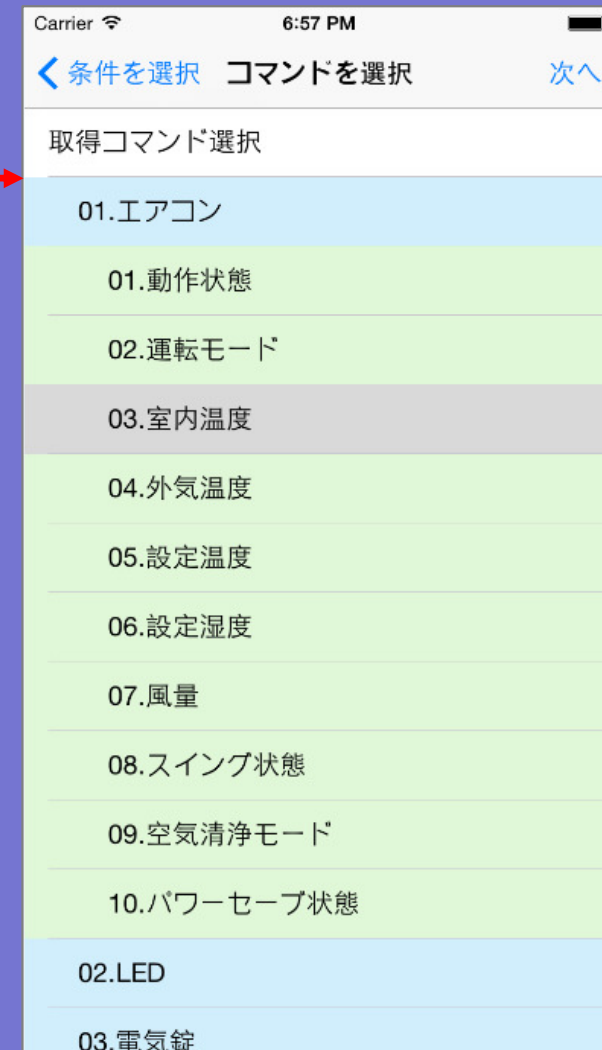 Carrier 6:57 PM
条件を選択 コマンドを選択 次へ
取得コマンド選択
01.エアコン
01.動作状態
02.運転モード
03.室内温度
04.外気温度
05.設定温度
06.設定湿度
07.風量
08.スイング状態
09.空気清浄モード
10.パワーセーブ状態
02.LED
03.電気錠